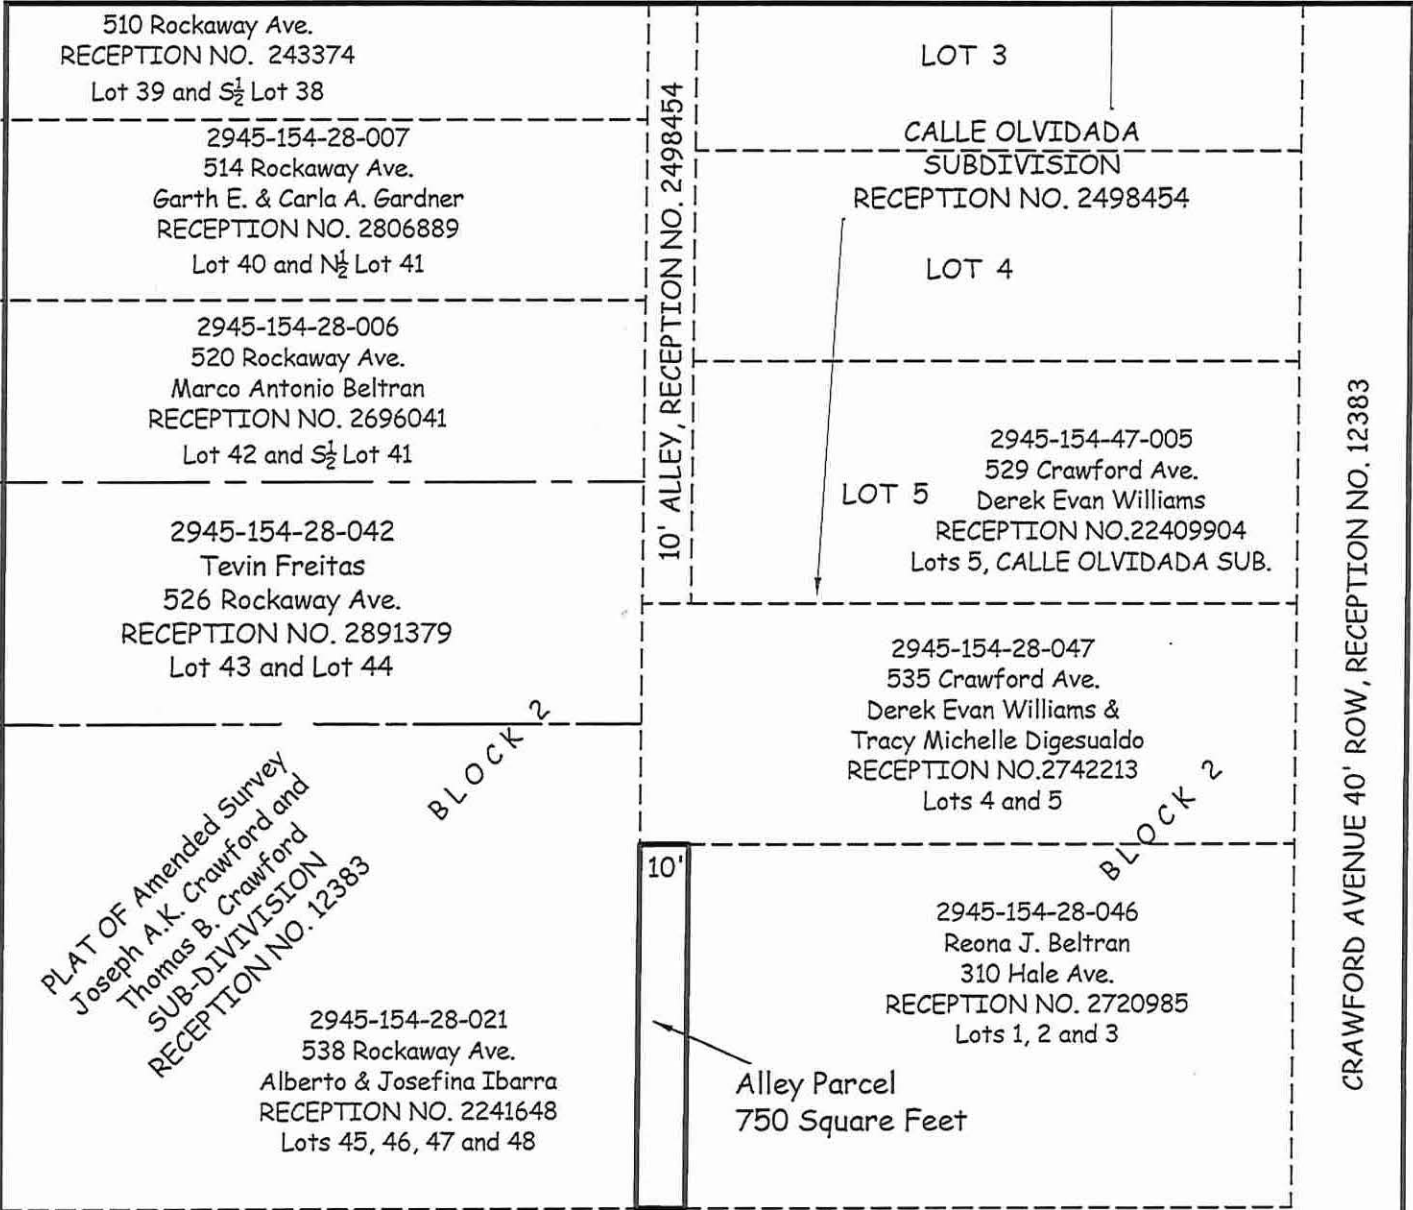 510 Rockaway Ave.
RECEPTION NO. 243374
Lot 39 and S½ Lot 38
2945-154-28-007
514 Rockaway Ave.
Garth E. & Carla A. Gardner
RECEPTION NO. 2806889
Lot 40 and N½ Lot 41
2945-154-28-006
520 Rockaway Ave.
Marco Antonio Beltran
RECEPTION NO. 2696041
Lot 42 and S½ Lot 41
2945-154-28-042
Tevin Freitas
526 Rockaway Ave.
RECEPTION NO. 2891379
Lot 43 and Lot 44
BLOCK 2
PLAT OF Amended Survey
Joseph A.K. Crawford and
Thomas B. Crawford
SUB-DIVIVISION
RECEPTION NO. 12383
2945-154-28-021
538 Rockaway Ave.
Alberto & Josefina Ibarra
RECEPTION NO. 2241648
Lots 45, 46, 47 and 48
10' ALLEY, RECEPTION NO. 2498454
LOT 3
CALLE OLVIDADA
SUBDIVISION
RECEPTION NO. 2498454
LOT 4
LOT 5
2945-154-47-005
529 Crawford Ave.
Derek Evan Williams
RECEPTION NO.22409904
Lots 5, CALLE OLVIDADA SUB.
2945-154-28-047
535 Crawford Ave.
Derek Evan Williams &
Tracy Michelle Digesualdo
RECEPTION NO.2742213
Lots 4 and 5
BLOCK 2
10'
2945-154-28-046
Reona J. Beltran
310 Hale Ave.
RECEPTION NO. 2720985
Lots 1, 2 and 3
Alley Parcel
750 Square Feet
CRAWFORD AVENUE 40' ROW, RECEPTION NO. 12383